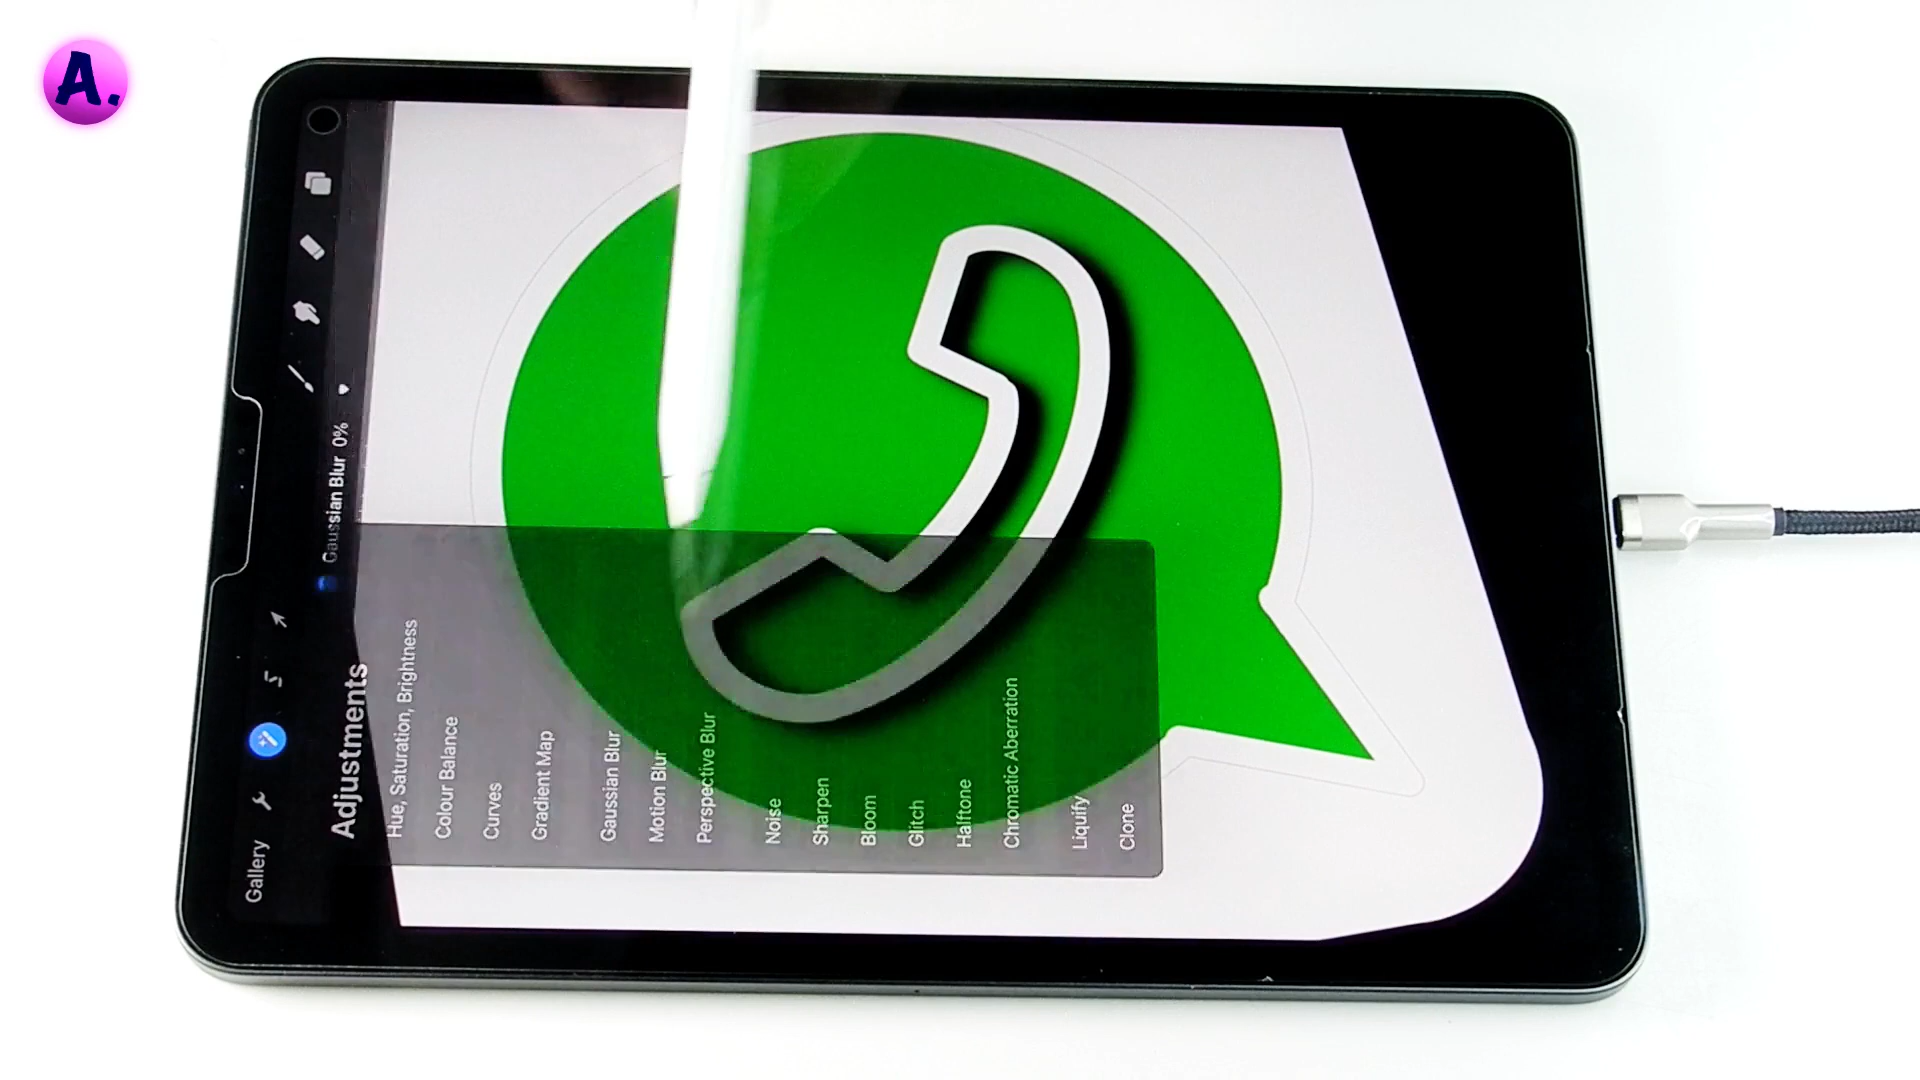 A.
Gallery
Gaussian Blur 0%
Adjustments
Hue, Saturation, Brightness
Colour Balance
Curves
Gradient Map
Gaussian Blur
Motion Blur
Perspective Blur
Noise
Sharpen
Bloom
Glitch
Halftone
Chromatic Aberration
Liquify
Clone